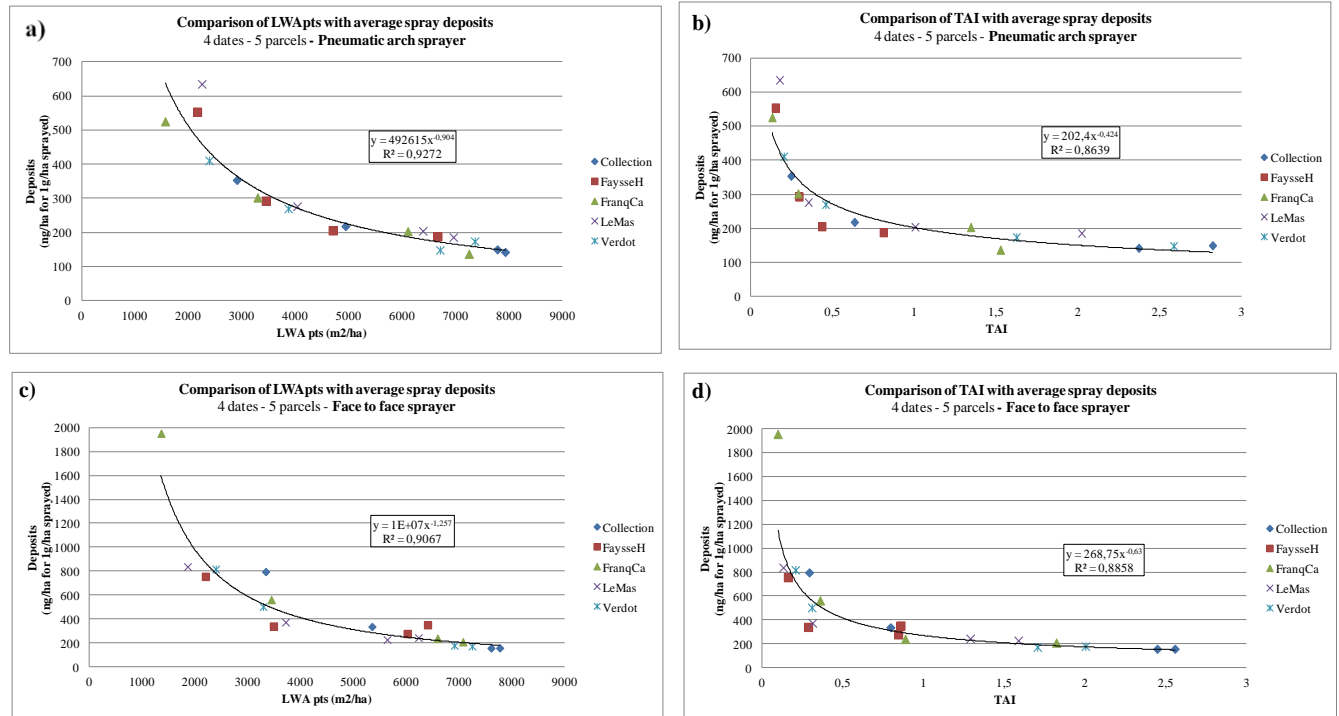 a)
Comparison of LWApts with average spray deposits
4 dates - 5 parcels - Pneumatic arch sprayer
Deposits
(ng/ha for 1g/ha sprayed)
700
600
500
400
300
200
100
0
y = 492615x^-0,904
R² = 0,9272
Collection
FaysseH
FranqCa
LeMas
Verdot
0 1000 2000 3000 4000 5000 6000 7000 8000 9000
LWA pts (m2/ha)
b)
Comparison of TAI with average spray deposits
4 dates - 5 parcels - Pneumatic arch sprayer
Deposits
(ng/ha for 1g/ha sprayed)
700
600
500
400
300
200
100
0
y = 202,4x^-0,424
R² = 0,8639
Collection
FaysseH
FranqCa
LeMas
Verdot
0 0,5 1 1,5 2 2,5 3
TAI
c)
Comparison of LWApts with average spray deposits
4 dates - 5 parcels - Face to face sprayer
Deposits
(ng/ha for 1g/ha sprayed)
2000
1800
1600
1400
1200
1000
800
600
400
200
0
y = 1E+07x^-1,257
R² = 0,9067
Collection
FaysseH
FranqCa
LeMas
Verdot
0 1000 2000 3000 4000 5000 6000 7000 8000 9000
LWA pts (m2/ha)
d)
Comparison of TAI with average spray deposits
4 dates - 5 parcels - Face to face sprayer
Deposits
(ng/ha for 1g/ha sprayed)
2000
1800
1600
1400
1200
1000
800
600
400
200
0
y = 268,75x^-0,63
R² = 0,8858
Collection
FaysseH
FranqCa
LeMas
Verdot
0 0,5 1 1,5 2 2,5 3
TAI